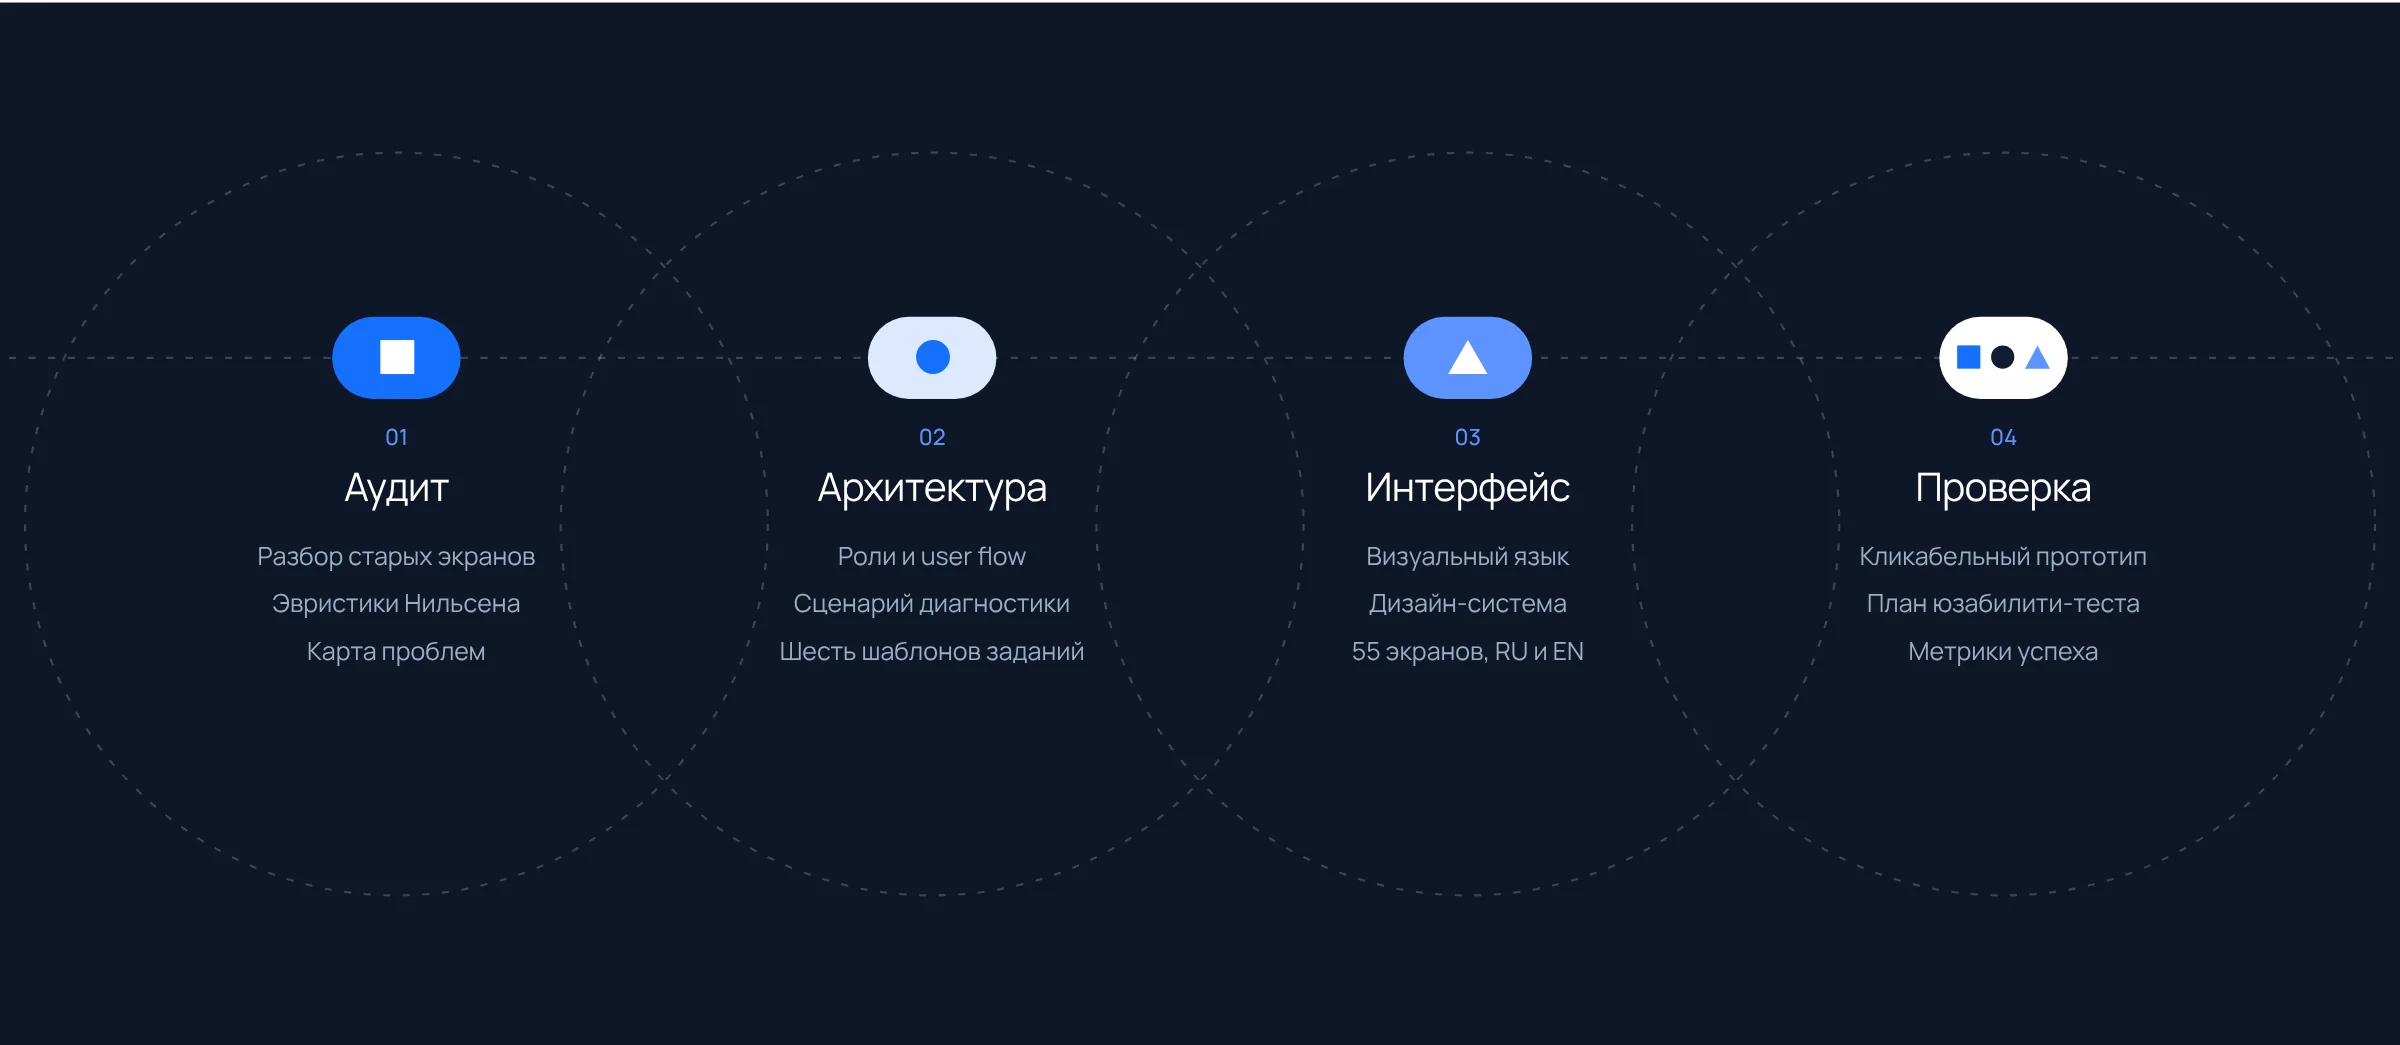 01
Аудит
Разбор старых экранов
Эвристики Нильсена
Карта проблем
02
Архитектура
Роли и user flow
Сценарий диагностики
Шесть шаблонов заданий
03
Интерфейс
Визуальный язык
Дизайн-система
55 экранов, RU и EN
04
Проверка
Кликабельный прототип
План юзабилити-теста
Метрики успеха